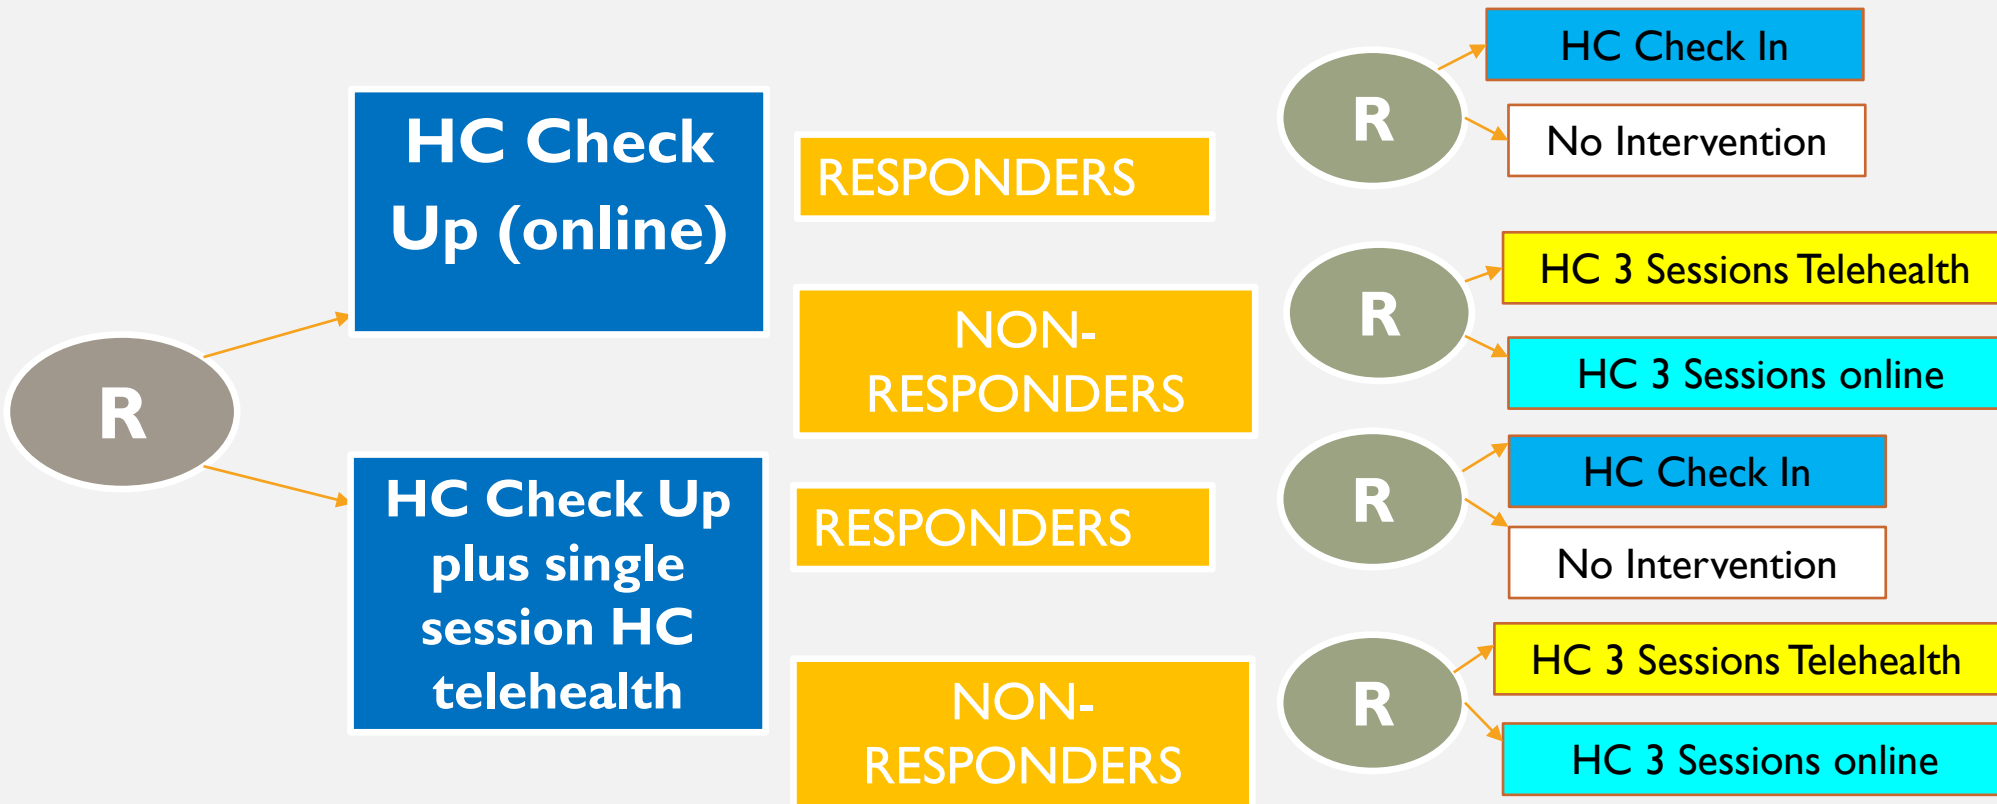 R
HC Check
Up (online)
RESPONDERS
R
HC Check In
No Intervention
NON-
RESPONDERS
R
HC 3 Sessions Telehealth
HC 3 Sessions online
HC Check Up
plus single
session HC
telehealth
RESPONDERS
R
HC Check In
No Intervention
NON-
RESPONDERS
R
HC 3 Sessions Telehealth
HC 3 Sessions online